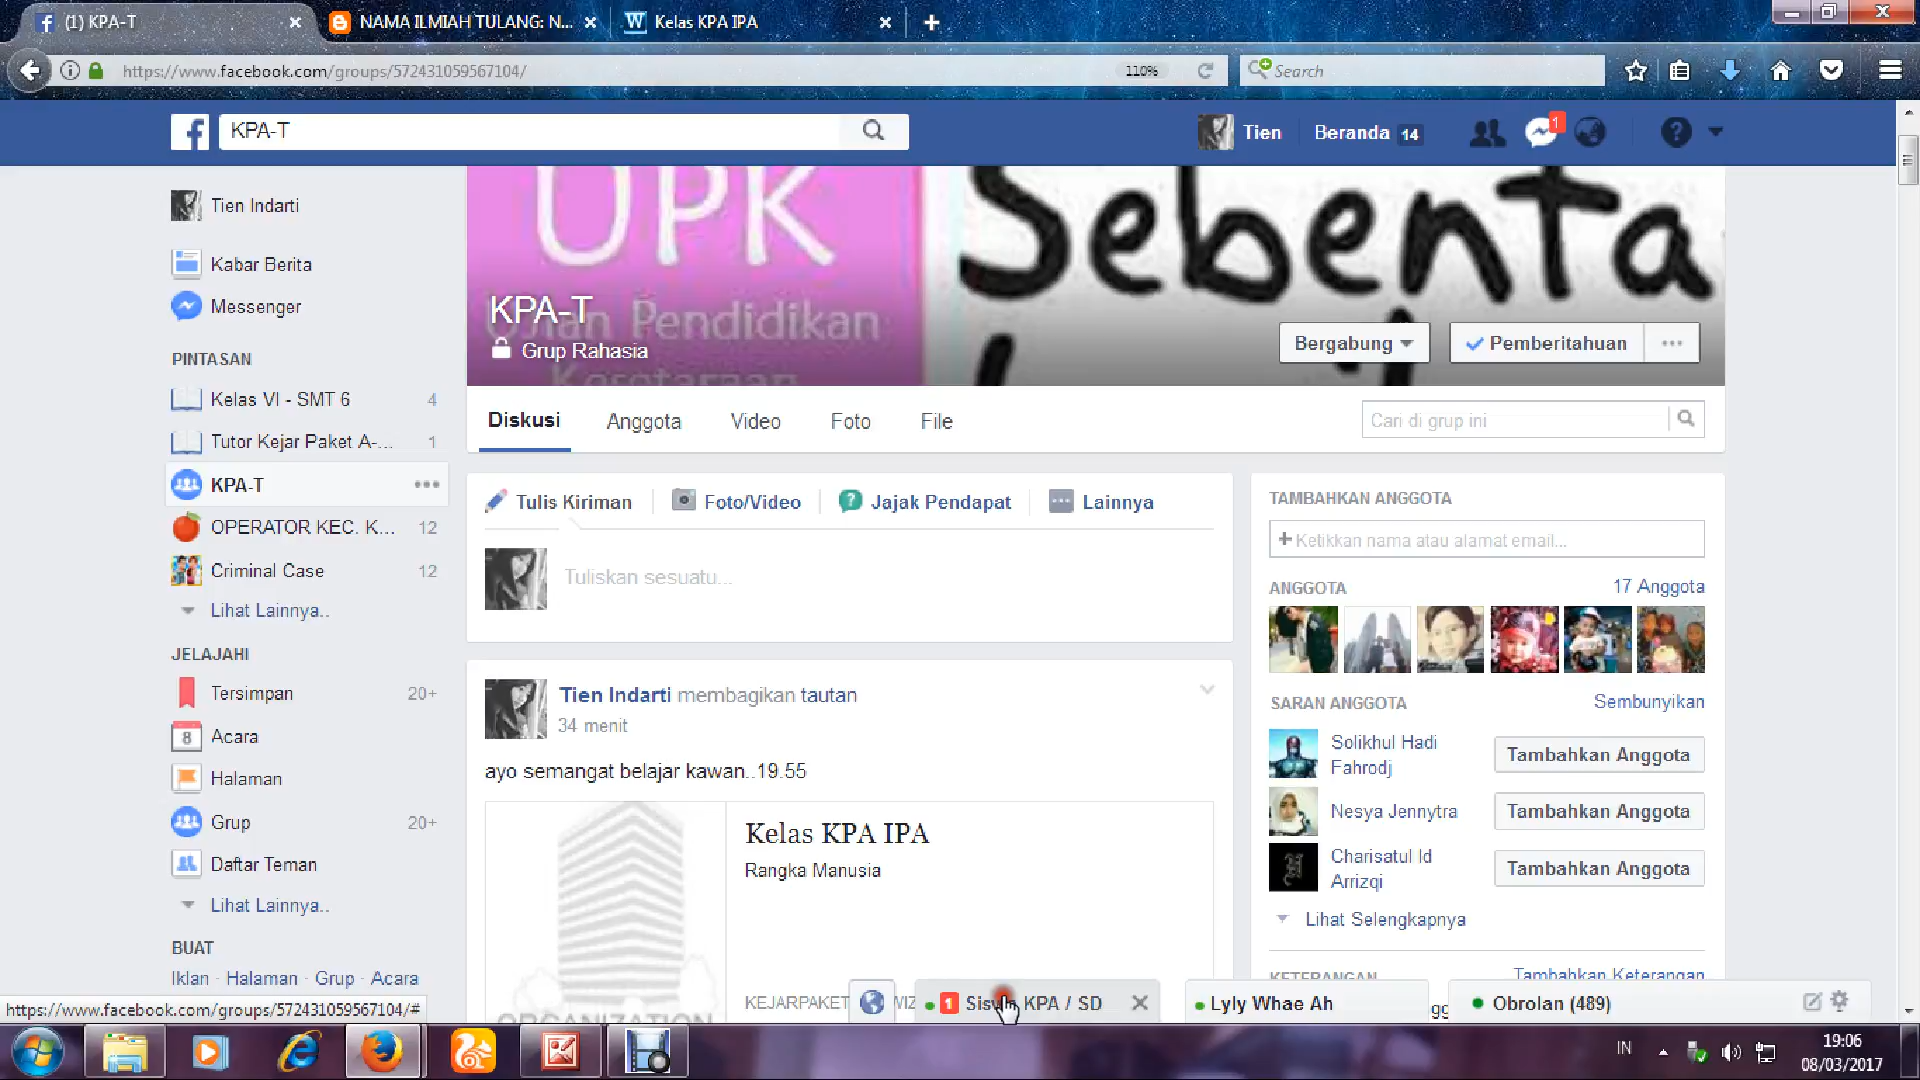 (1) KPA-T
NAMA ILMIAH TULANG: N...
Kelas KPA IPA
https://www.facebook.com/groups/572431059567104/
110%
Search
KPA-T
Tien
Beranda 14
1
Tien Indarti
Kabar Berita
Messenger
PINTASAN
Kelas VI - SMT 6 4
Tutor Kejar Paket A-... 1
KPA-T
OPERATOR KEC. K... 12
Criminal Case 12
Lihat Lainnya..
JELAJAHI
Tersimpan 20+
8 Acara
Halaman
Grup 20+
Daftar Teman
Lihat Lainnya..
BUAT
Iklan · Halaman · Grup · Acara
https://www.facebook.com/groups/572431059567104/#
UPK
Ujian Pendidikan
Kesetaraan
Sebenta
KPA-T
Grup Rahasia
Bergabung
Pemberitahuan
Diskusi
Anggota
Video
Foto
File
Cari di grup ini
Tulis Kiriman
Foto/Video
Jajak Pendapat
Lainnya
Tuliskan sesuatu...
Tien Indarti membagikan tautan
34 menit
ayo semangat belajar kawan..19.55
Kelas KPA IPA
Rangka Manusia
KEJARPAKET
ORGANIZ
TAMBAHKAN ANGGOTA
+ Ketikkan nama atau alamat email...
ANGGOTA
17 Anggota
SARAN ANGGOTA
Sembunyikan
Solikhul Hadi
Fahrodj
Tambahkan Anggota
Nesya Jennytra
Tambahkan Anggota
Charisatul Id
Arrizqi
Tambahkan Anggota
Lihat Selengkapnya
KETERANGAN
Tambahkan Keterangan
1 KPA / SD
Lyly Whae Ah
Obrolan (489)
IN
19:06
08/03/2017